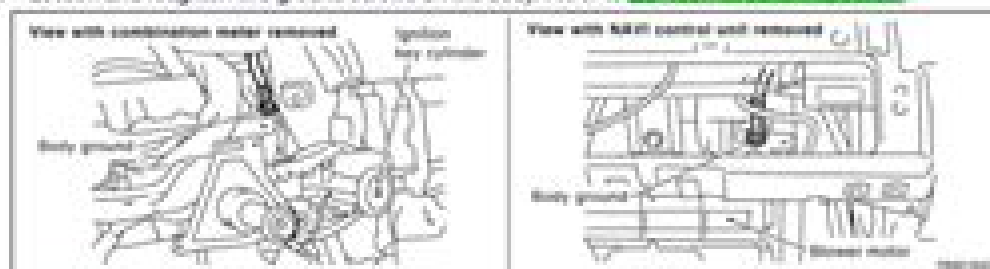 View with combination meter removed
Ignition
key cylinder
Body ground
View with NAVI control unit removed
Body ground
Blower motor